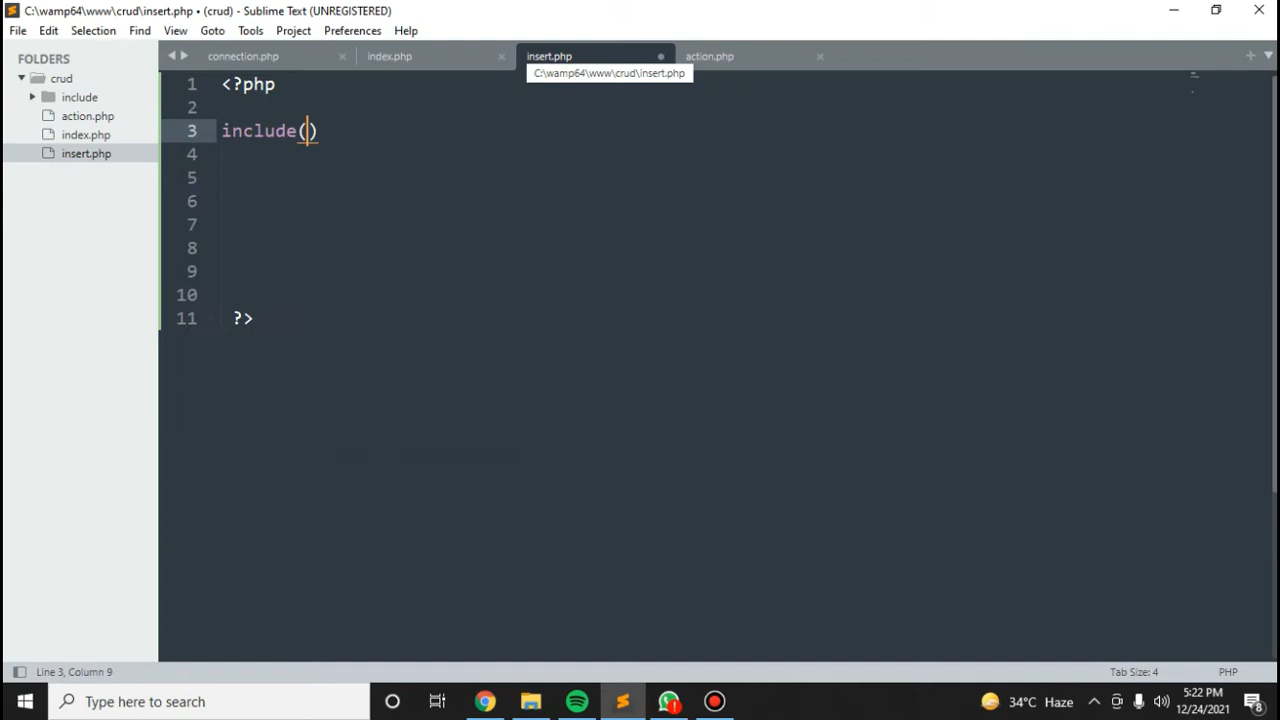 C:\wamp64\www\crud\insert.php • (crud) - Sublime Text (UNREGISTERED)
File Edit Selection Find View Goto Tools Project Preferences Help
FOLDERS
crud
include
action.php
index.php
insert.php
connection.php × index.php × insert.php action.php ×
C:\wamp64\www\crud\insert.php
1 <?php
2
3 include()
4
5
6
7
8
9
10
11 ?>
Line 3, Column 9 Tab Size: 4 PHP
Type here to search 34°C Haze 5:22 PM
12/24/2021 8